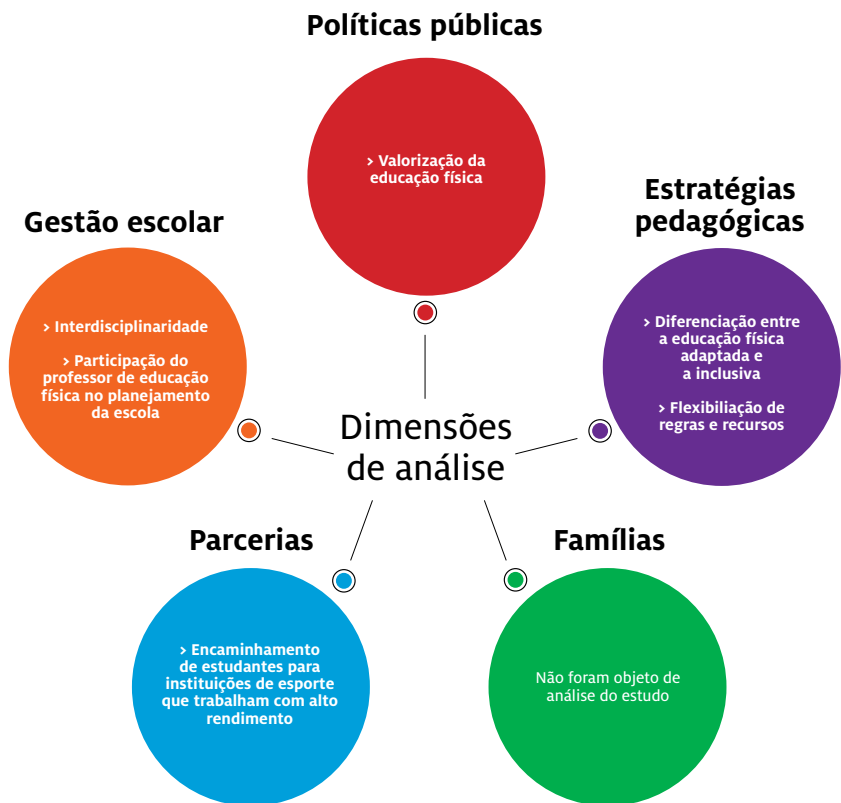 Políticas públicas
> Valorização da
educação física
Gestão escolar
> Interdisciplinaridade
> Participação do
professor de educação
física no planejamento
da escola
Estratégias
pedagógicas
> Diferenciação entre
a educação física
adaptada e
a inclusiva
> Flexibiliação de
regras e recursos
Dimensões
de análise
Parcerias
> Encaminhamento
de estudantes para
instituições de esporte
que trabalham com alto
rendimento
Famílias
Não foram objeto de
análise do estudo